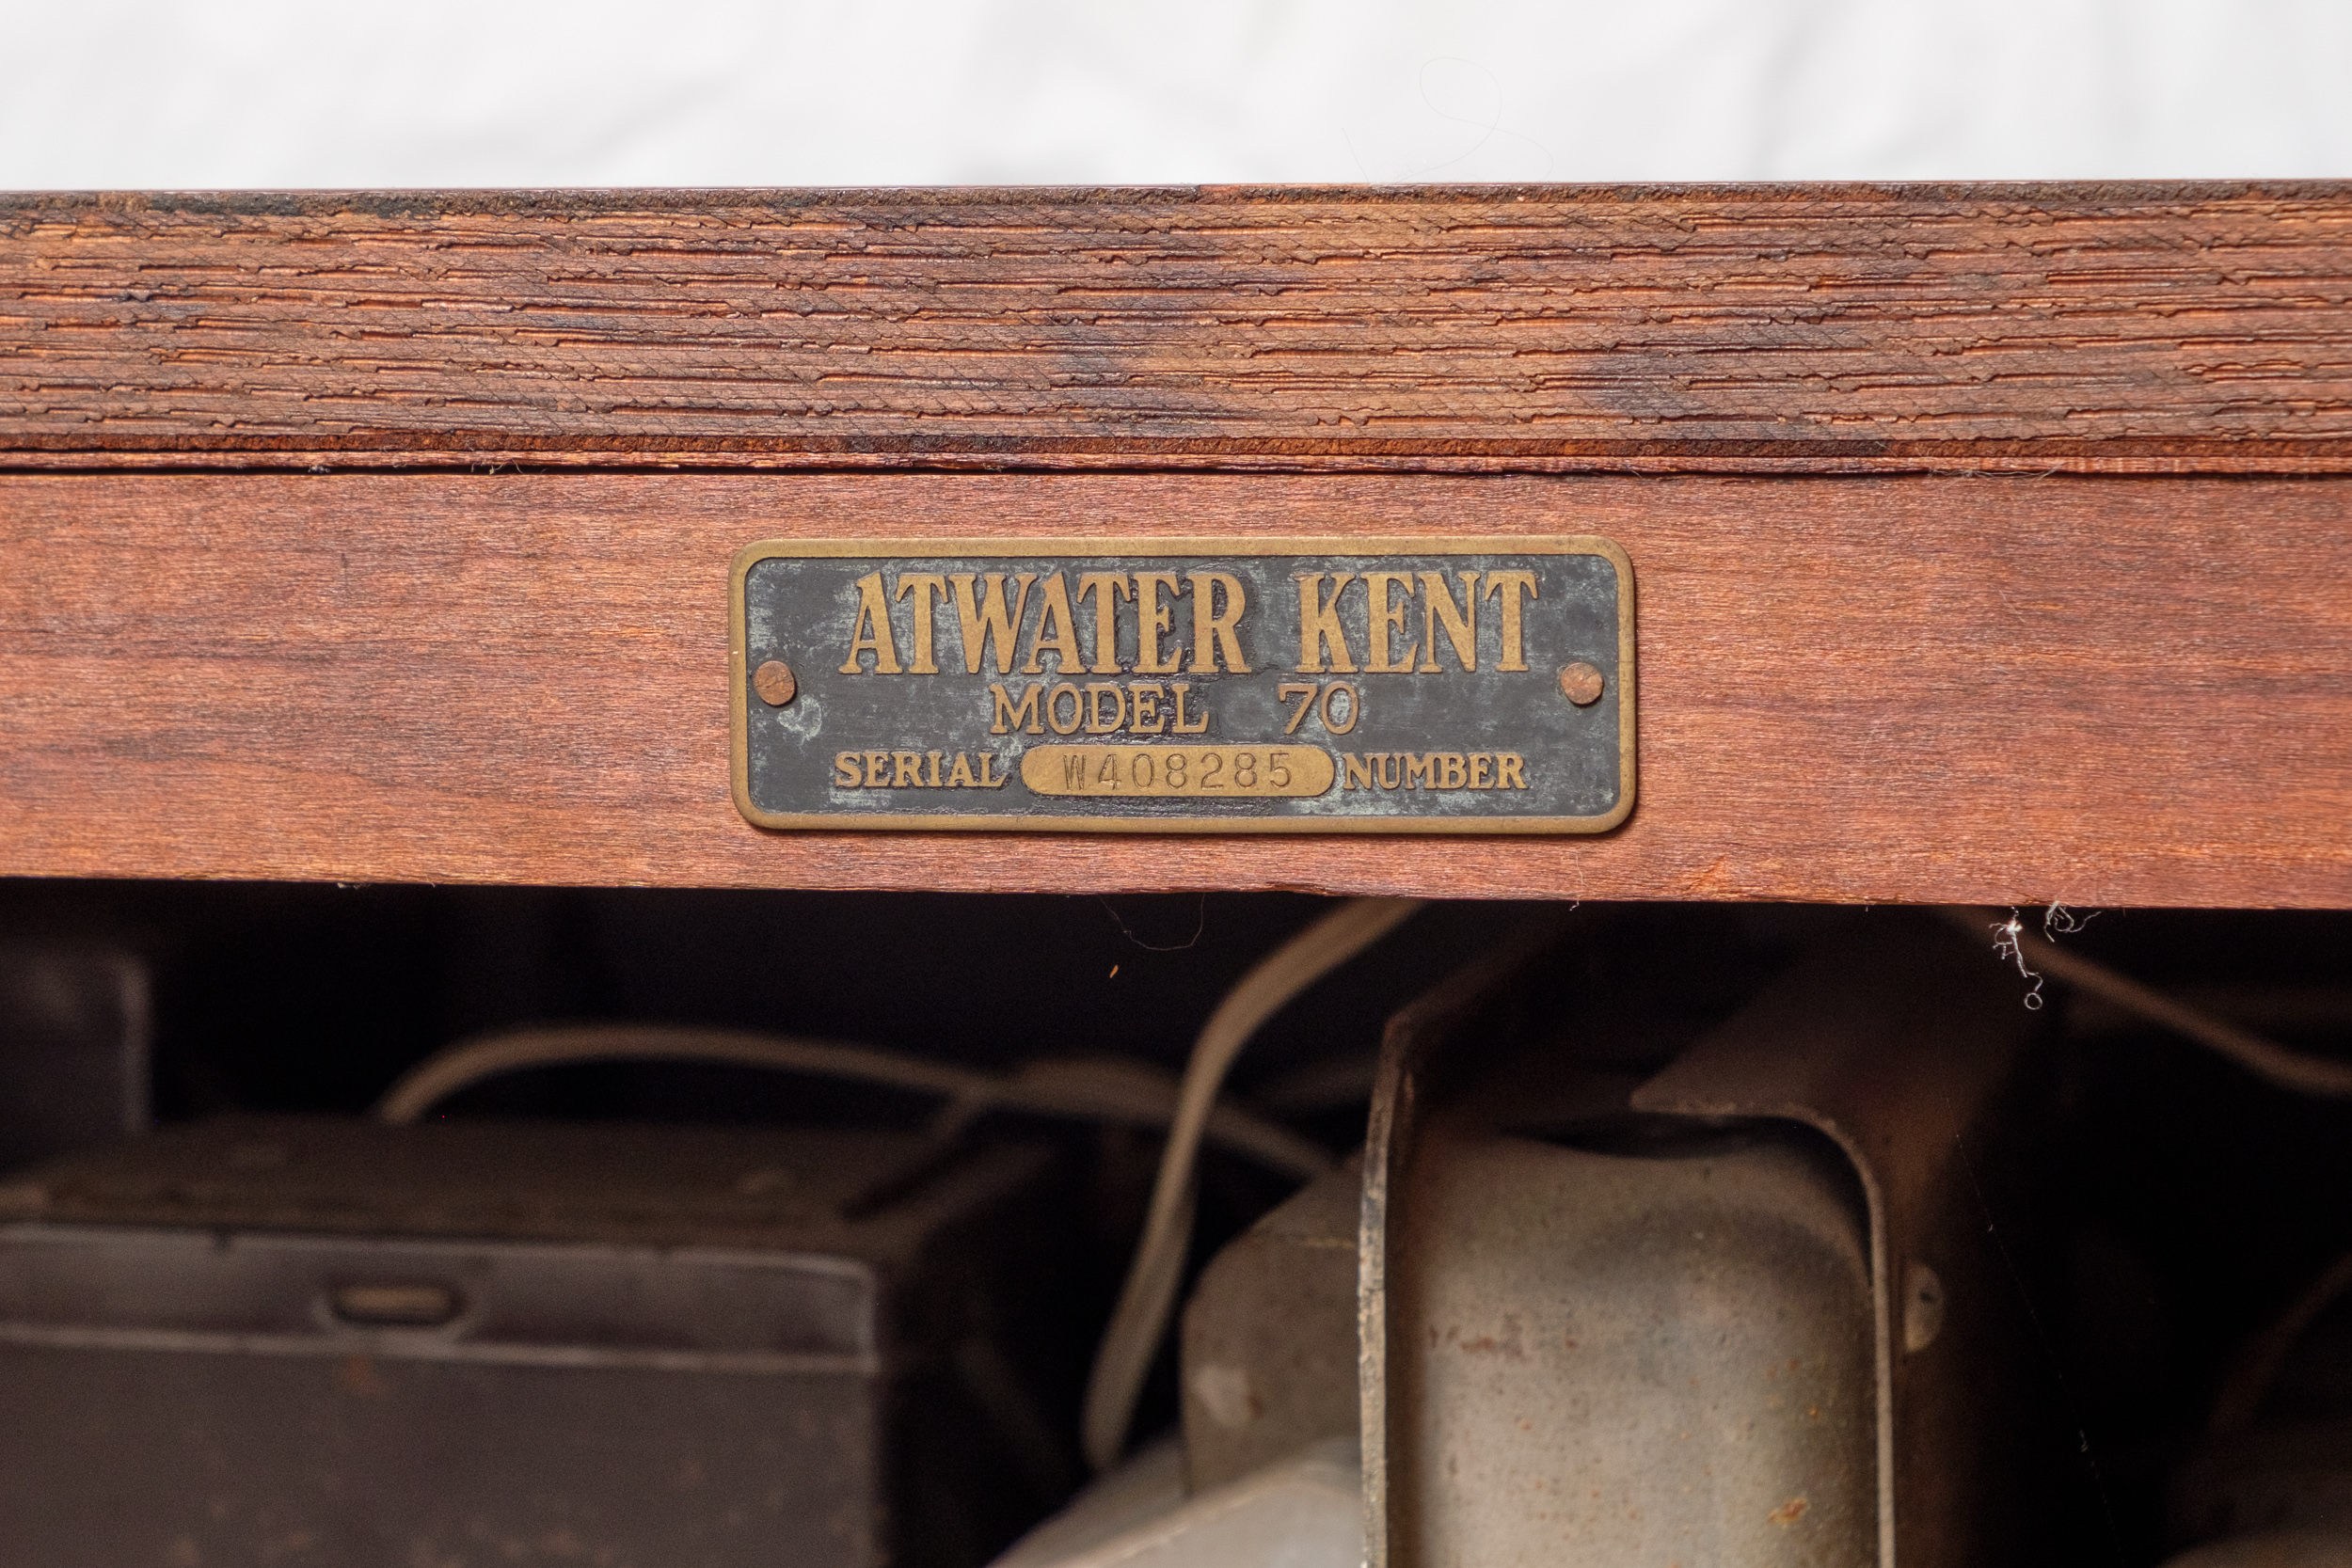 ATWATER KENT
MODEL 70
SERIAL W408285 NUMBER